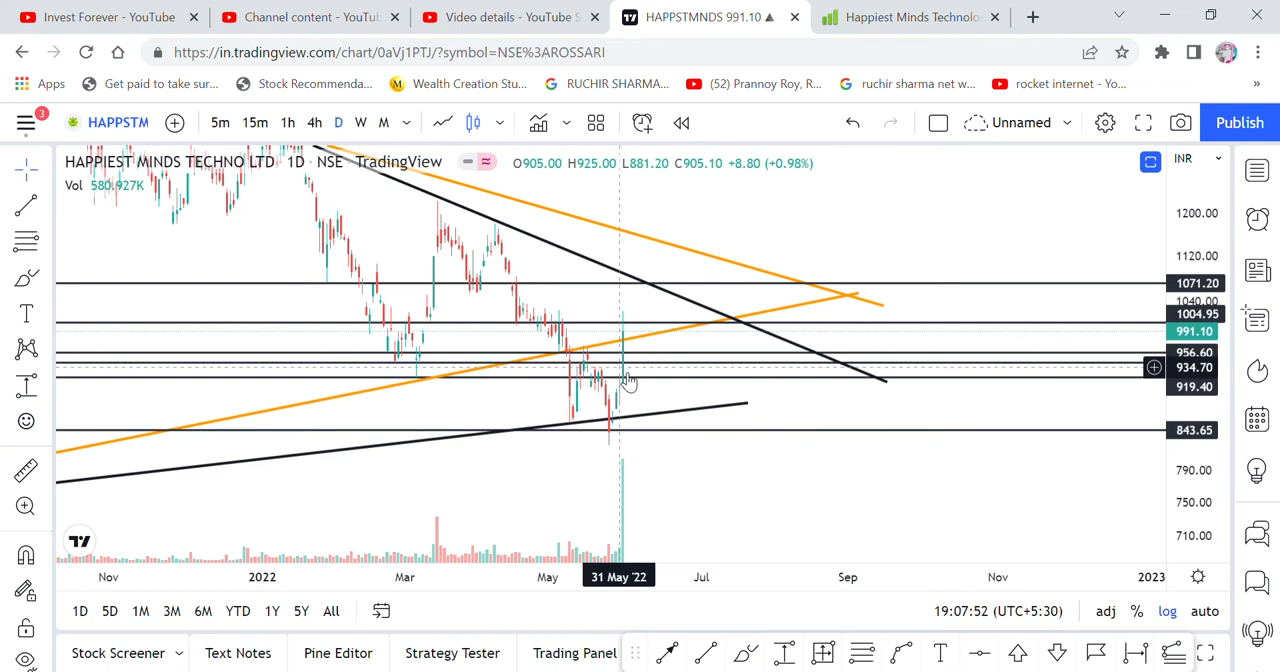 Invest Forever - YouTube
Channel content - YouTu
Video details - YouTube S
HAPPSTMNDS 991.10 ▲
Happiest Minds Technolo
https://in.tradingview.com/chart/0aVj1PTJ/?symbol=NSE%3AROSSARI
Apps
Get paid to take sur...
Stock Recommenda...
Wealth Creation Stu...
RUCHIR SHARMA...
(52) Prannoy Roy, R...
ruchir sharma net w...
rocket internet - Yo...
»
3
HAPPSTM
5m
15m
1h
4h
D
W
M
Unnamed
Publish
HAPPIEST MINDS TECHNO LTD · 1D · NSE TradingView
O905.00 H925.00 L881.20 C905.10 +8.80 (+0.98%)
INR
Vol 580.927K
1200.00
1120.00
1071.20
1040.00
1004.95
991.10
956.60
934.70
919.40
843.65
790.00
750.00
710.00
Nov
2022
Mar
May
31 May '22
Jul
Sep
Nov
2023
1D
5D
1M
3M
6M
YTD
1Y
5Y
All
19:07:52 (UTC+5:30)
adj
%
log
auto
Stock Screener
Text Notes
Pine Editor
Strategy Tester
Trading Panel